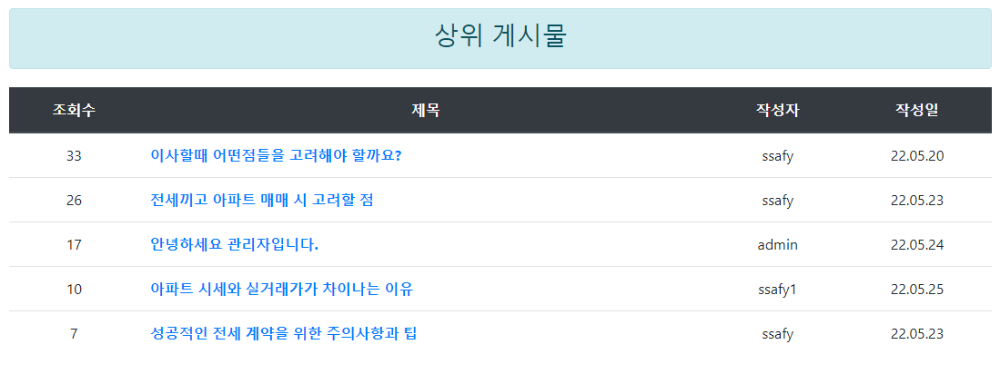 상위 게시물
조회수 제목 작성자 작성일
33 이사할때 어떤점들을 고려해야 할까요? ssafy 22.05.20
26 전세끼고 아파트 매매 시 고려할 점 ssafy 22.05.23
17 안녕하세요 관리자입니다. admin 22.05.24
10 아파트 시세와 실거래가가 차이나는 이유 ssafy1 22.05.25
7 성공적인 전세 계약을 위한 주의사항과 팁 ssafy 22.05.23